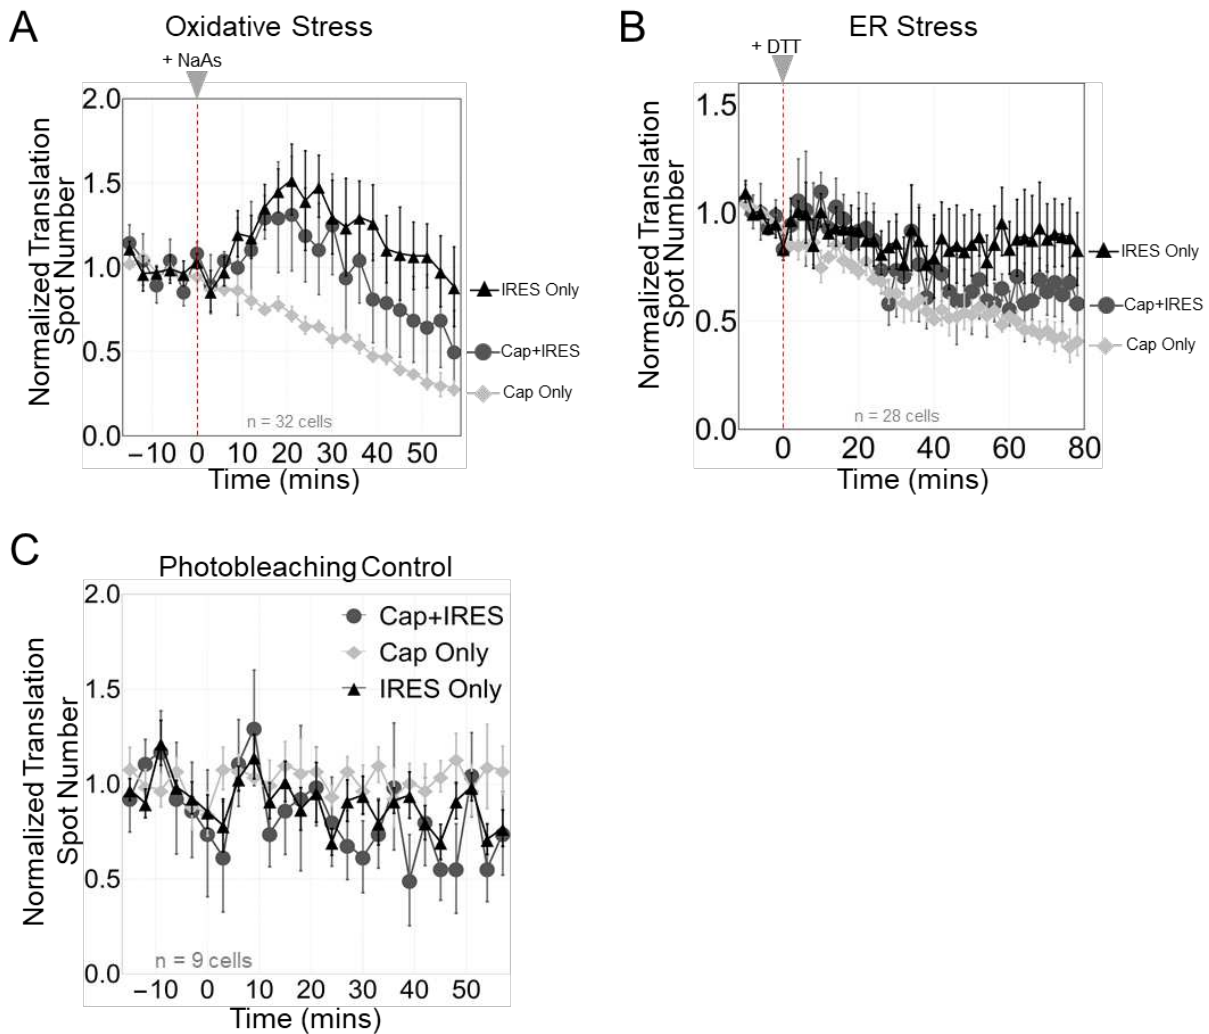 A
Oxidative Stress
+ NaAs
Normalized Translation
Spot Number
2.0
1.5
1.0
0.5
0.0
IRES Only
Cap+IRES
Cap Only
n = 32 cells
−10 0 10 20 30 40 50
Time (mins)
B
ER Stress
+ DTT
Normalized Translation
Spot Number
1.5
1.0
0.5
0.0
IRES Only
Cap+IRES
Cap Only
n = 28 cells
0 20 40 60 80
Time (mins)
C
Photobleaching Control
Normalized Translation
Spot Number
2.0
1.5
1.0
0.5
0.0
Cap+IRES
Cap Only
IRES Only
n = 9 cells
−10 0 10 20 30 40 50
Time (mins)